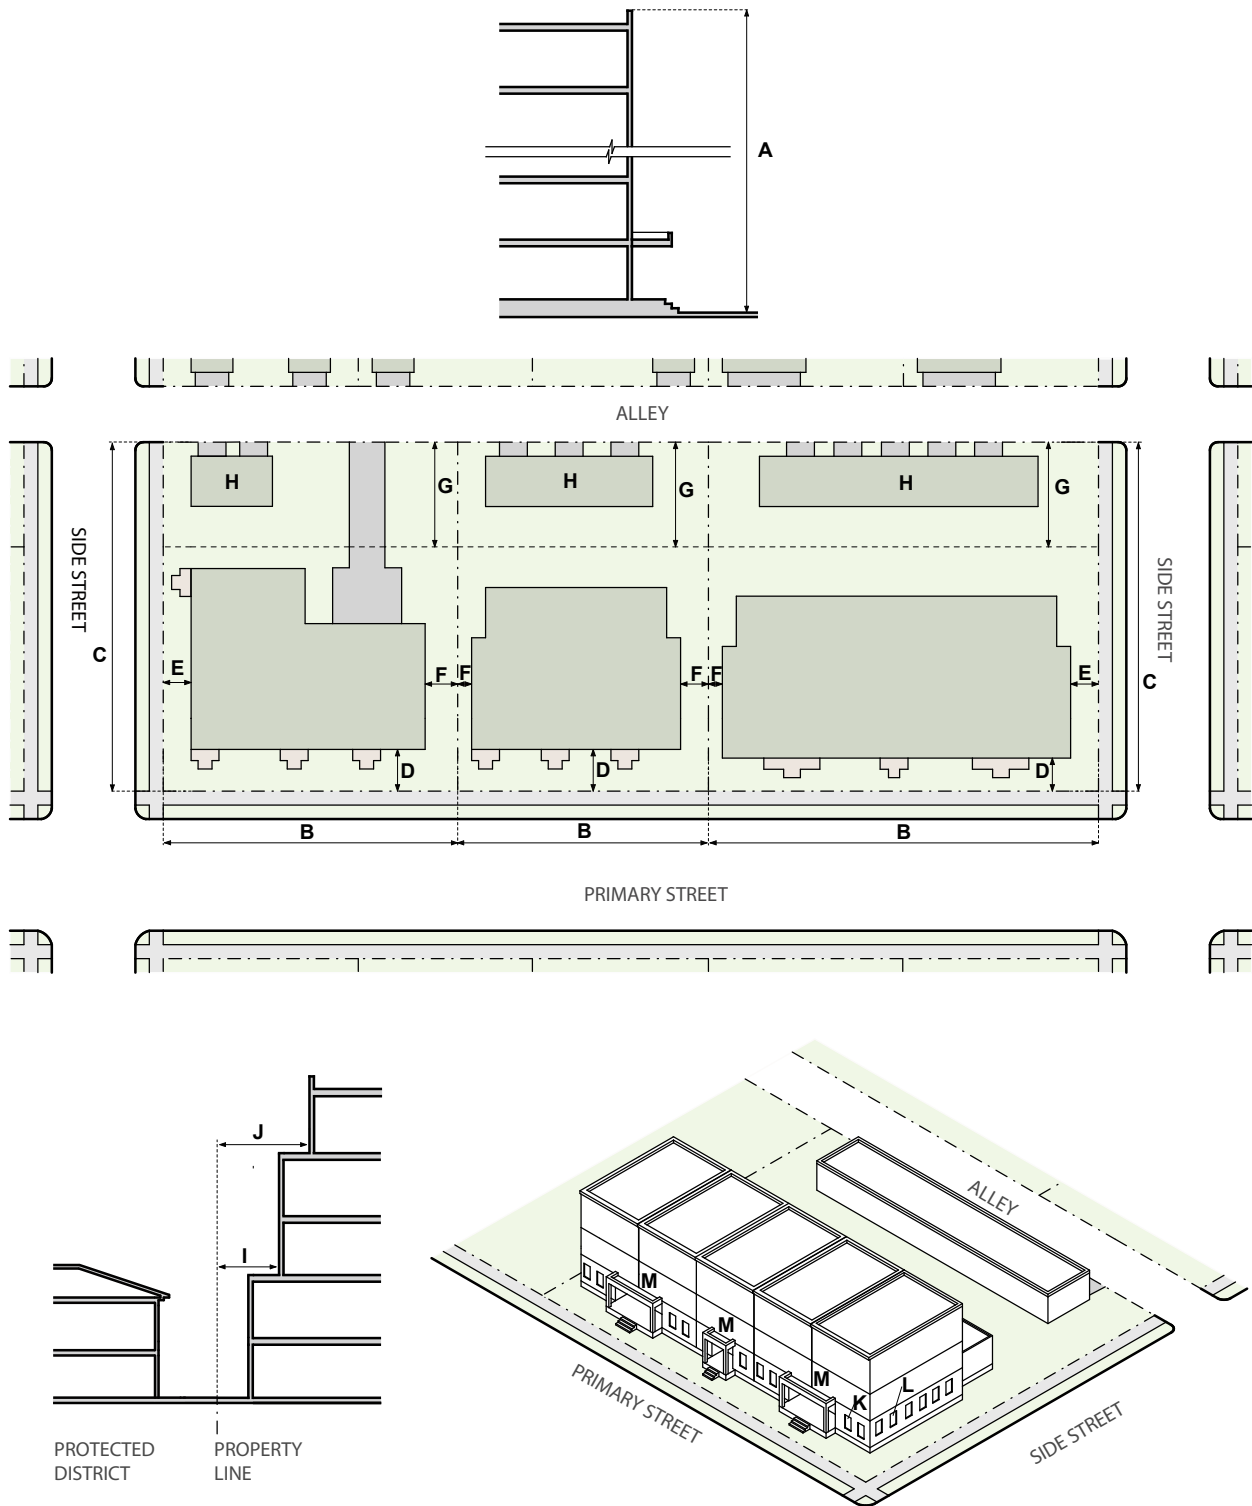 A
ALLEY
H
G
H
G
H
G
SIDE STREET
SIDE STREET
C
E
F
F
F
F
E
C
D
D
D
B
B
B
PRIMARY STREET
J
I
PROTECTED
DISTRICT
PROPERTY
LINE
ALLEY
M
M
M
K
L
PRIMARY STREET
SIDE STREET